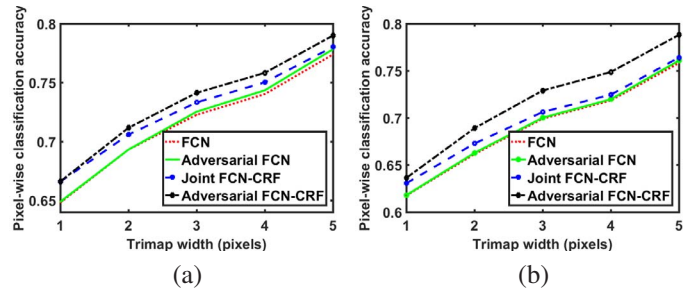 Pixel-wise classification accuracy
0.8
0.75
0.7
0.65
FCN
Adversarial FCN
Joint FCN-CRF
Adversarial FCN-CRF
1 2 3 4 5
Trimap width (pixels)
(a)
Pixel-wise classification accuracy
0.8
0.75
0.7
0.65
0.6
FCN
Adversarial FCN
Joint FCN-CRF
Adversarial FCN-CRF
1 2 3 4 5
Trimap width (pixels)
(b)